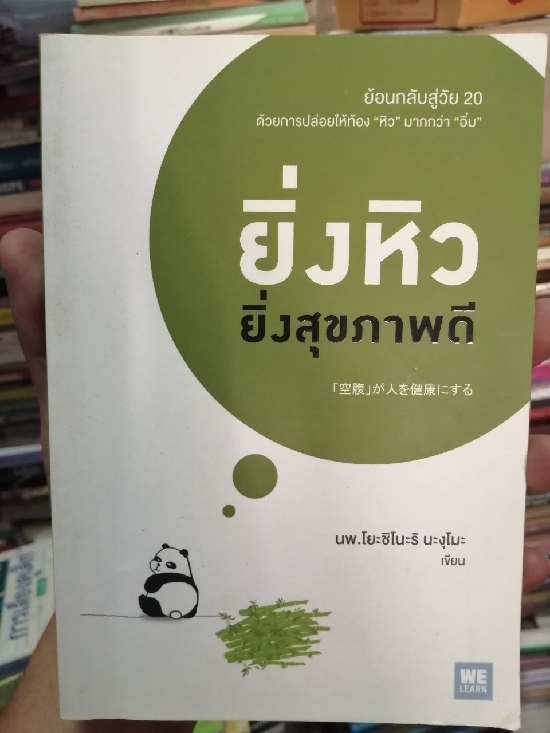 ย้อนกลับสู่วัย 20
ด้วยการปล่อยให้ท้อง "หิว" มากกว่า "อิ่ม"
ยิ่งหิว
ยิ่งสุขภาพดี
「空腹」が人を健康にする
นพ.โยะชิโนะริ นะงุโมะ
เขียน
WE
LEARN